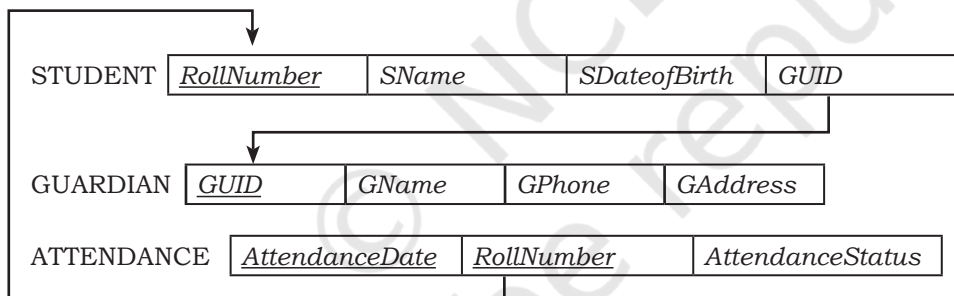 STUDENT RollNumber SName SDateofBirth GUID
GUARDIAN GUID GName GPhone GAddress
ATTENDANCE AttendanceDate RollNumber AttendanceStatus